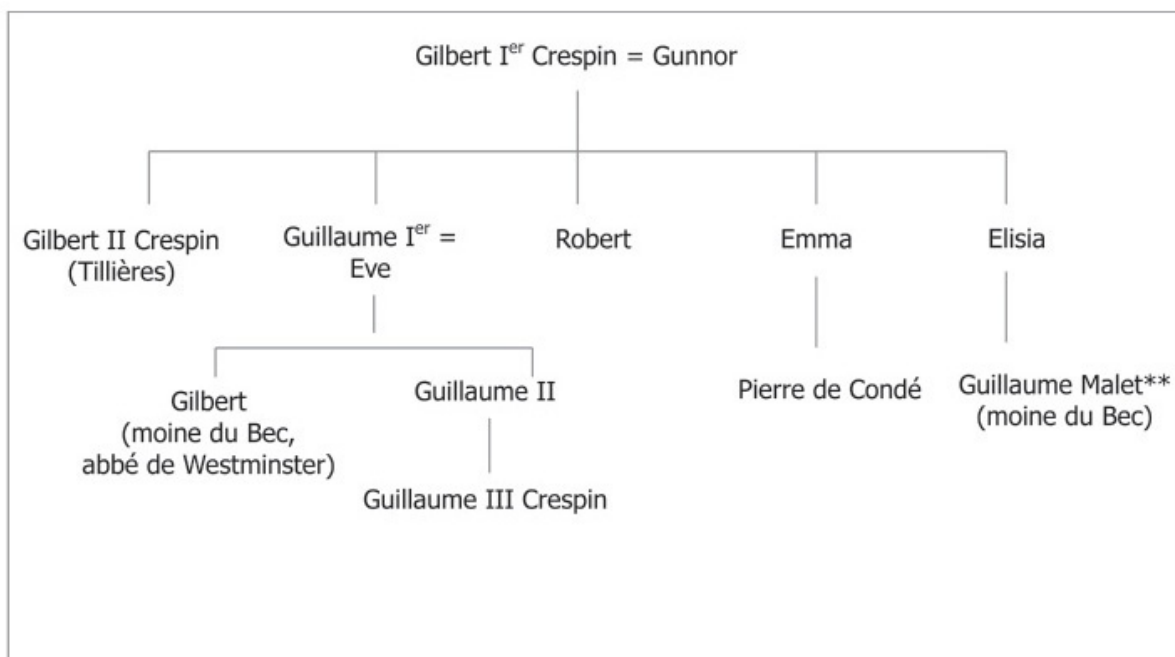 Gilbert Ier Crespin = Gunnor
Gilbert II Crespin
(Tillières)
Guillaume Ier =
Eve
Robert
Emma
Elisia
Gilbert
(moine du Bec,
abbé de Westminster)
Guillaume II
Pierre de Condé
Guillaume Malet**
(moine du Bec)
Guillaume III Crespin